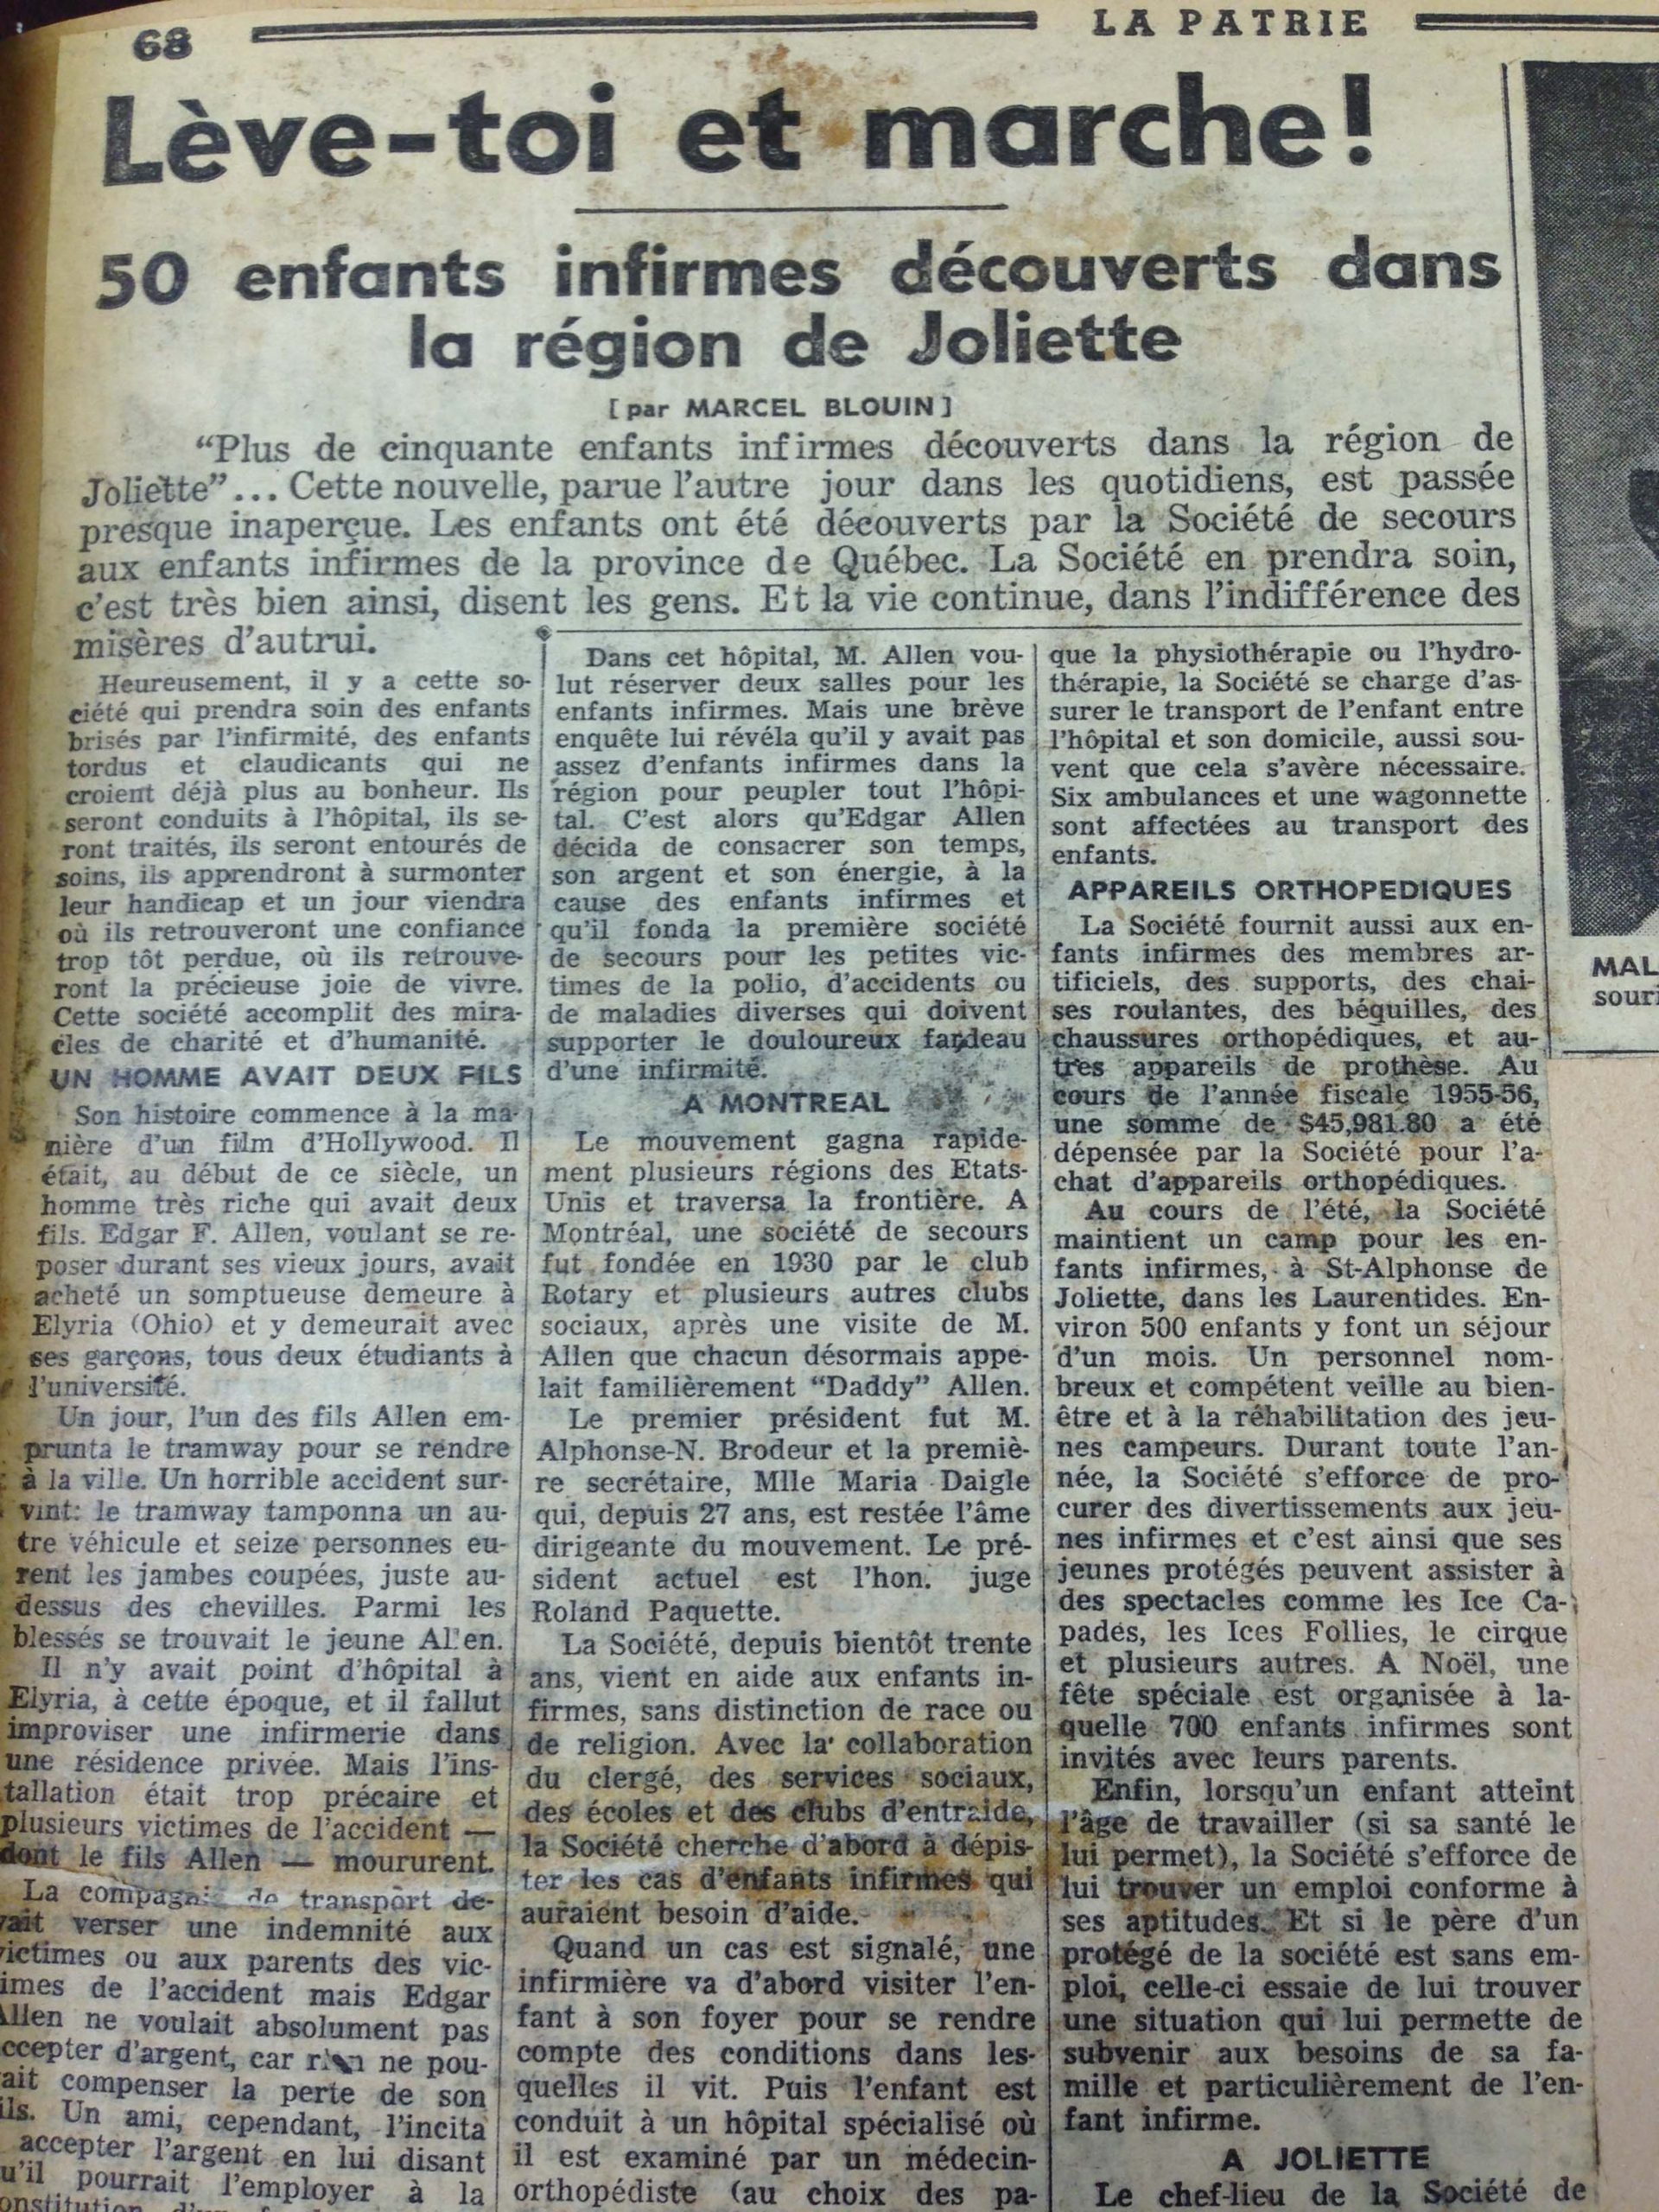 68
LA PATRIE
Lève-toi et marche!
50 enfants infirmes découverts dans
la région de Joliette
[ par MARCEL BLOUIN ]
“Plus de cinquante enfants infirmes découverts dans la région de
Joliette”... Cette nouvelle, parue l'autre jour dans les quotidiens, est passée
presque inaperçue. Les enfants ont été découverts par la Société de secours
aux enfants infirmes de la province de Québec. La Société en prendra soin,
c'est très bien ainsi, disent les gens. Et la vie continue, dans l'indifférence des
misères d'autrui.
Heureusement, il y a cette so-
ciété qui prendra soin des enfants
brisés par l'infirmité, des enfants
tordus et claudicants qui ne
croient déjà plus au bonheur. Ils
seront conduits à l'hôpital, ils se-
ront traités, ils seront entourés de
soins, ils apprendront à surmonter
leur handicap et un jour viendra
où ils retrouveront une confiance
trop tôt perdue, où ils retrouve-
ront la précieuse joie de vivre.
Cette société accomplit des mira-
cles de charité et d'humanité.
UN HOMME AVAIT DEUX FILS
Son histoire commence à la ma-
nière d'un film d'Hollywood. Il
était, au début de ce siècle, un
homme très riche qui avait deux
fils. Edgar F. Allen, voulant se re-
poser durant ses vieux jours, avait
acheté un somptueuse demeure à
Elyria (Ohio) et y demeurait avec
ses garçons, tous deux étudiants à
l'université.
Un jour, l'un des fils Allen em-
prunta le tramway pour se rendre
à la ville. Un horrible accident sur-
vint: le tramway tamponna un au-
tre véhicule et seize personnes eu-
rent les jambes coupées, juste au-
dessus des chevilles. Parmi les
blessés se trouvait le jeune Allen.
Il n'y avait point d'hôpital à
Elyria, à cette époque, et il fallut
improviser une infirmerie dans
une résidence privée. Mais l'ins-
tallation était trop précaire et
plusieurs victimes de l'accident —
dont le fils Allen — moururent.
La compagnie de transport de-
vait verser une indemnité aux
victimes ou aux parents des vic-
imes de l'accident mais Edgar
Allen ne voulait absolument pas
ccepter d'argent, car rien ne pou-
ait compenser la perte de son
ils. Un ami, cependant, l'incita
accepter l'argent en lui disant
u'il pourrait l'employer à la
onstitution
Dans cet hôpital, M. Allen vou-
lut réserver deux salles pour les
enfants infirmes. Mais une brève
enquête lui révéla qu'il y avait pas
assez d'enfants infirmes dans la
région pour peupler tout l'hôpi-
tal. C'est alors qu'Edgar Allen
décida de consacrer son temps,
son argent et son énergie, à la
cause des enfants infirmes et
qu'il fonda la première société
de secours pour les petites vic-
times de la polio, d'accidents ou
de maladies diverses qui doivent
supporter le douloureux fardeau
d'une infirmité.
A MONTREAL
Le mouvement gagna rapide-
ment plusieurs régions des Etats-
Unis et traversa la frontière. A
Montréal, une société de secours
fut fondée en 1930 par le club
Rotary et plusieurs autres clubs
sociaux, après une visite de M.
Allen que chacun désormais appe-
lait familièrement “Daddy” Allen.
Le premier président fut M.
Alphonse-N. Brodeur et la premiè-
re secrétaire, Mlle Maria Daigle
qui, depuis 27 ans, est restée l'âme
dirigeante du mouvement. Le pré-
sident actuel est l'hon. juge
Roland Paquette.
La Société, depuis bientôt trente
ans, vient en aide aux enfants in-
firmes, sans distinction de race ou
de religion. Avec la collaboration
du clergé, des services sociaux,
des écoles et des clubs d'entraide,
la Société cherche d'abord à dépis-
ter les cas d'enfants infirmes qui
auraient besoin d'aide.
Quand un cas est signalé, une
infirmière va d'abord visiter l'en-
fant à son foyer pour se rendre
compte des conditions dans les-
quelles il vit. Puis l'enfant est
conduit à un hôpital spécialisé où
il est examiné par un médecin-
orthopédiste (au choix des pa-
que la physiothérapie ou l'hydro-
thérapie, la Société se charge d'as-
surer le transport de l'enfant entre
l'hôpital et son domicile, aussi sou-
vent que cela s'avère nécessaire.
Six ambulances et une wagonnette
sont affectées au transport des
enfants.
APPAREILS ORTHOPEDIQUES
La Société fournit aussi aux en-
fants infirmes des membres ar-
tificiels, des supports, des chai-
ses roulantes, des béquilles, des
chaussures orthopédiques, et au-
tres appareils de prothèse. Au
cours de l'année fiscale 1955-56,
une somme de $45,981.80 a été
dépensée par la Société pour l'a-
chat d'appareils orthopédiques.
Au cours de l'été, la Société
maintient un camp pour les en-
fants infirmes, à St-Alphonse de
Joliette, dans les Laurentides. En-
viron 500 enfants y font un séjour
d'un mois. Un personnel nom-
breux et compétent veille au bien-
être et à la réhabilitation des jeu-
nes campeurs. Durant toute l'an-
née, la Société s'efforce de pro-
curer des divertissements aux jeu-
nes infirmes et c'est ainsi que ses
jeunes protégés peuvent assister à
des spectacles comme les Ice Ca-
pades, les Ices Follies, le cirque
et plusieurs autres. A Noël, une
fête spéciale est organisée à la-
quelle 700 enfants infirmes sont
invités avec leurs parents.
Enfin, lorsqu'un enfant atteint
l'âge de travailler (si sa santé le
lui permet), la Société s'efforce de
lui trouver un emploi conforme à
ses aptitudes. Et si le père d'un
protégé de la société est sans em-
ploi, celle-ci essaie de lui trouver
une situation qui lui permette de
subvenir aux besoins de sa fa-
mille et particulièrement de l'en-
fant infirme.
A JOLIETTE
Le chef-lieu de la Société de
MAL
souri